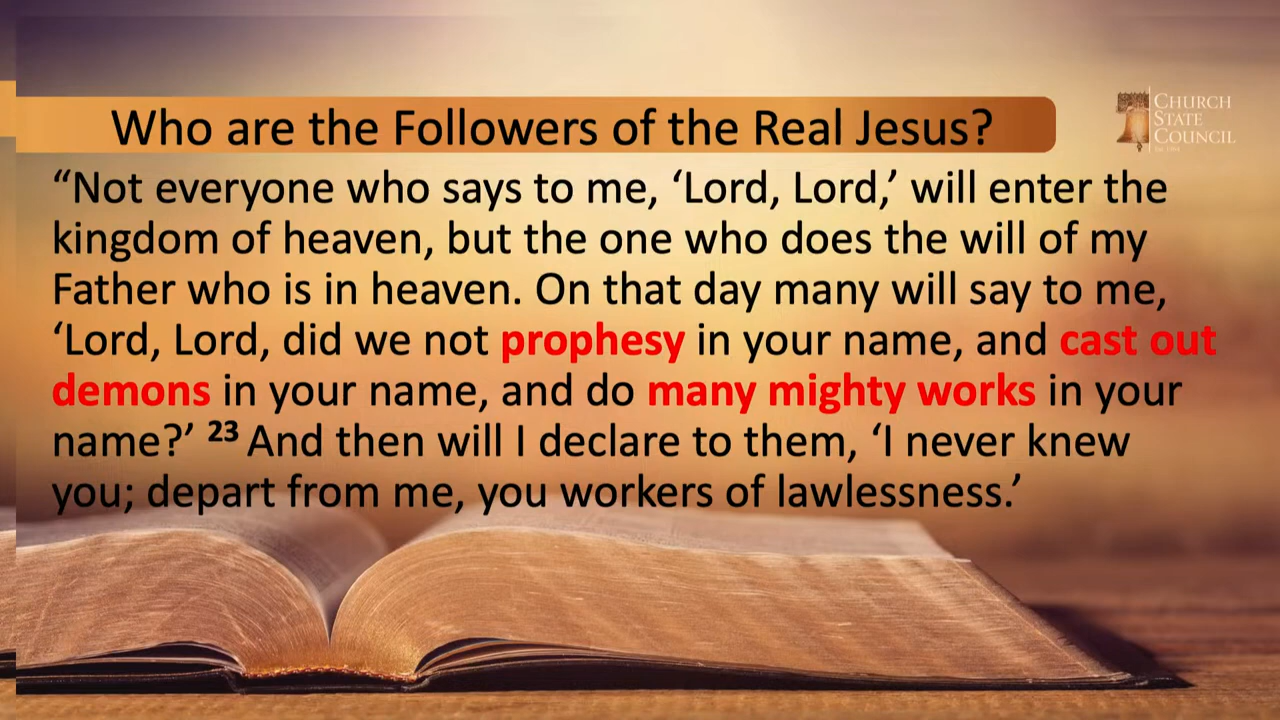 Who are the Followers of the Real Jesus?
CHURCH
STATE
COUNCIL
“Not everyone who says to me, ‘Lord, Lord,’ will enter the
kingdom of heaven, but the one who does the will of my
Father who is in heaven. On that day many will say to me,
‘Lord, Lord, did we not prophesy in your name, and cast out
demons in your name, and do many mighty works in your
name?’ ²³ And then will I declare to them, ‘I never knew
you; depart from me, you workers of lawlessness.’